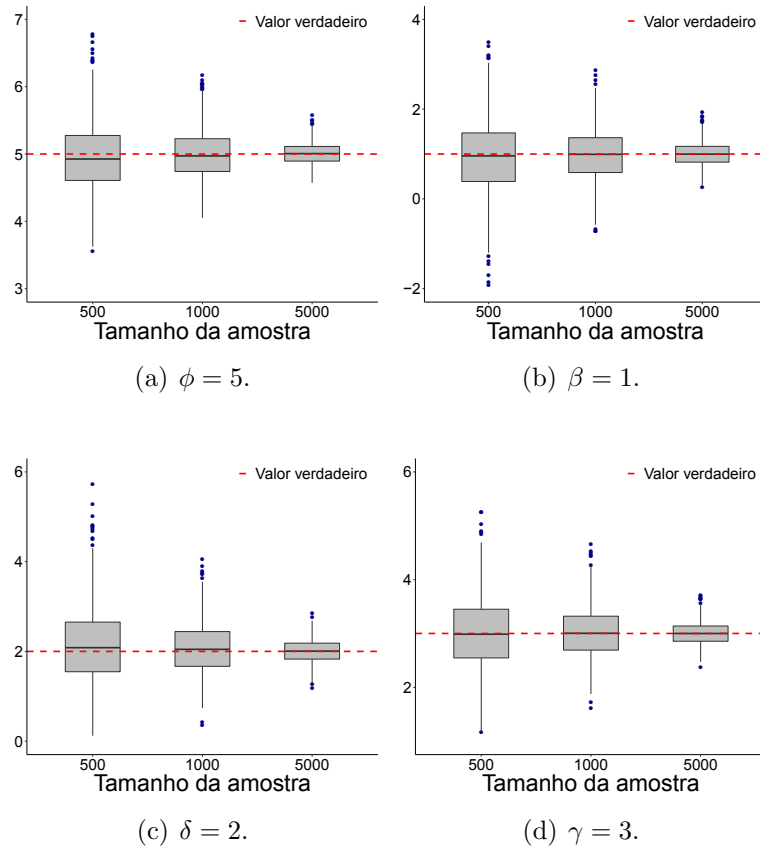 Valor verdadeiro
7
6
5
4
3
500 1000 5000
Tamanho da amostra
(a) ϕ = 5.
Valor verdadeiro
4
2
0
−2
500 1000 5000
Tamanho da amostra
(b) β = 1.
Valor verdadeiro
6
4
2
0
500 1000 5000
Tamanho da amostra
(c) δ = 2.
Valor verdadeiro
6
4
2
500 1000 5000
Tamanho da amostra
(d) γ = 3.